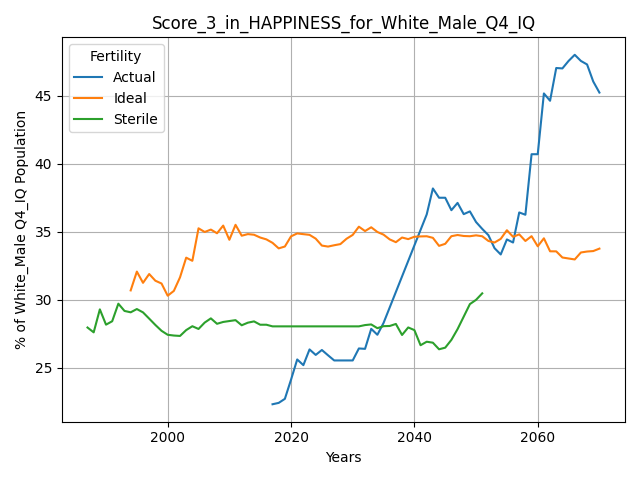 Score_3_in_HAPPINESS_for_White_Male_Q4_IQ
Fertility
Actual
Ideal
Sterile
% of White_Male Q4_IQ Population
45
40
35
30
25
2000
2020
2040
2060
Years